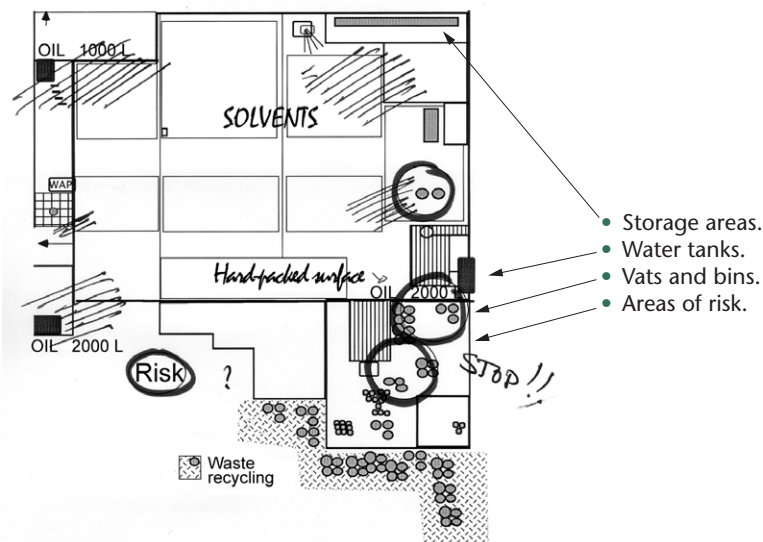 OIL 1000 L
SOLVENTS
WAP
Hard-packed surface
OIL 2000 L
OIL 2000 L
Risk ?
STOP !!
Waste
recycling
• Storage areas.
• Water tanks.
• Vats and bins.
• Areas of risk.